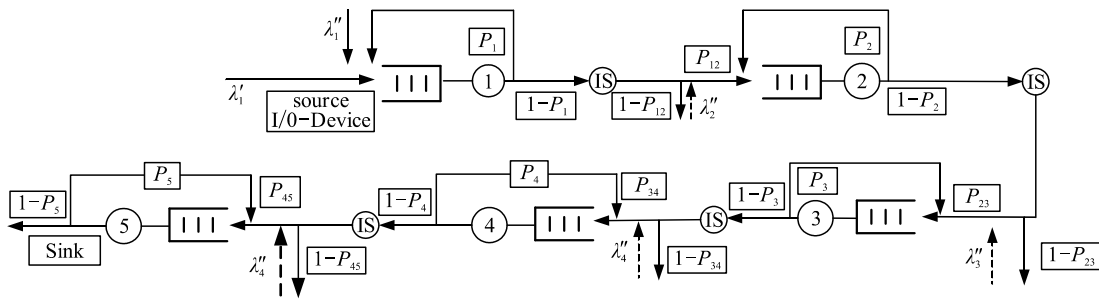 λ″₁
P₁
P₂
P₁₂
1
IS
2
IS
λ′₁
source
I/0−Device
1−P₁
1−P₁₂
λ″₂
1−P₂
P₅
P₄₅
P₄
P₃₄
P₃
P₂₃
1−P₅
1−P₄
1−P₃
5
IS
4
IS
3
Sink
λ″₄
1−P₄₅
λ″₄
1−P₃₄
λ″₃
1−P₂₃